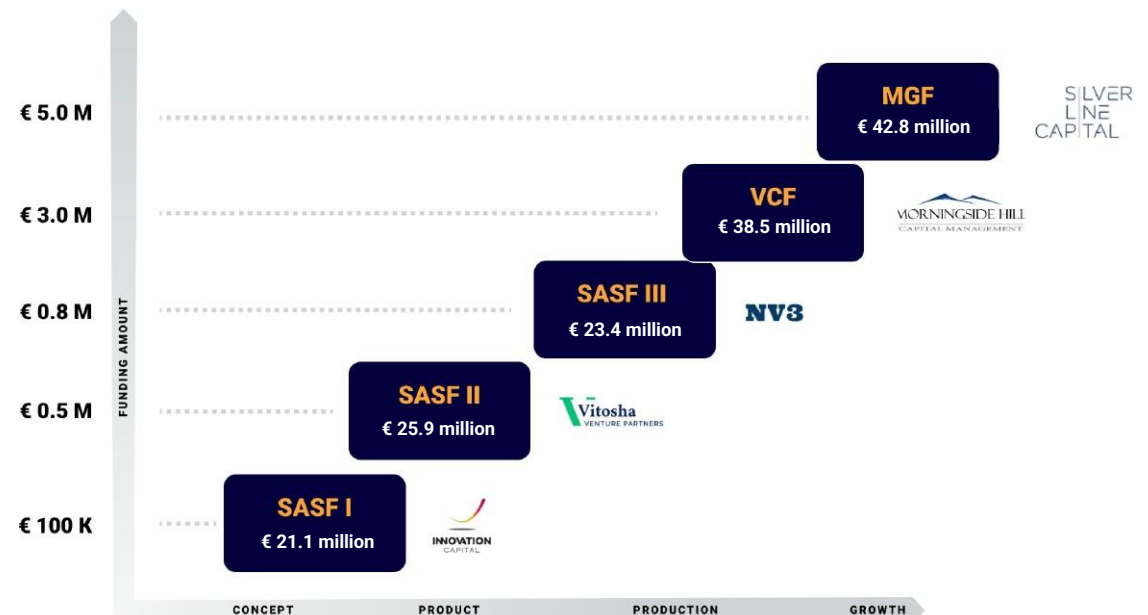 € 5.0 M
MGF
€ 42.8 million
SILVER
LINE
CAPITAL
€ 3.0 M
VCF
€ 38.5 million
MORNINGSIDE HILL
CAPITAL MANAGEMENT
€ 0.8 M
SASF III
€ 23.4 million
NV3
FUNDING AMOUNT
€ 0.5 M
SASF II
€ 25.9 million
Vitosha
VENTURE PARTNERS
€ 100 K
SASF I
€ 21.1 million
INNOVATION
CAPITAL
CONCEPT PRODUCT PRODUCTION GROWTH